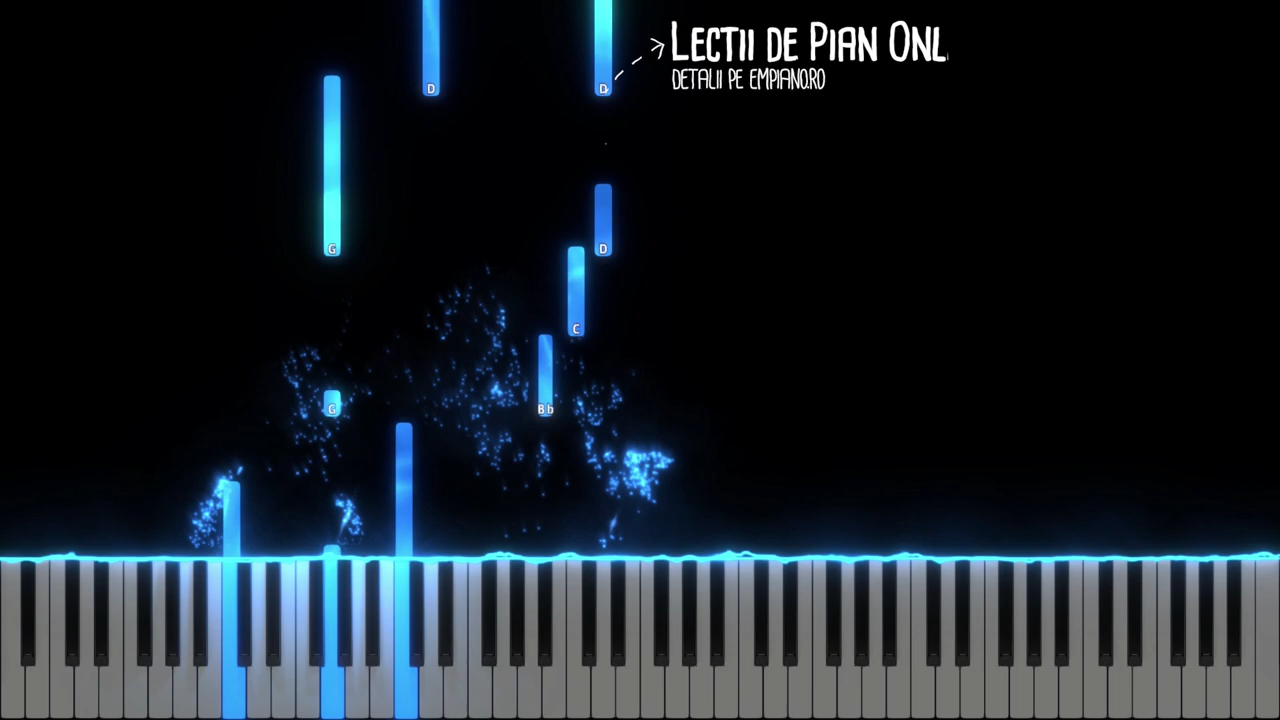 LECTII DE PIAN ONL
DETALII PE EMPIANO.RO
D
D
G
D
C
G
Bb